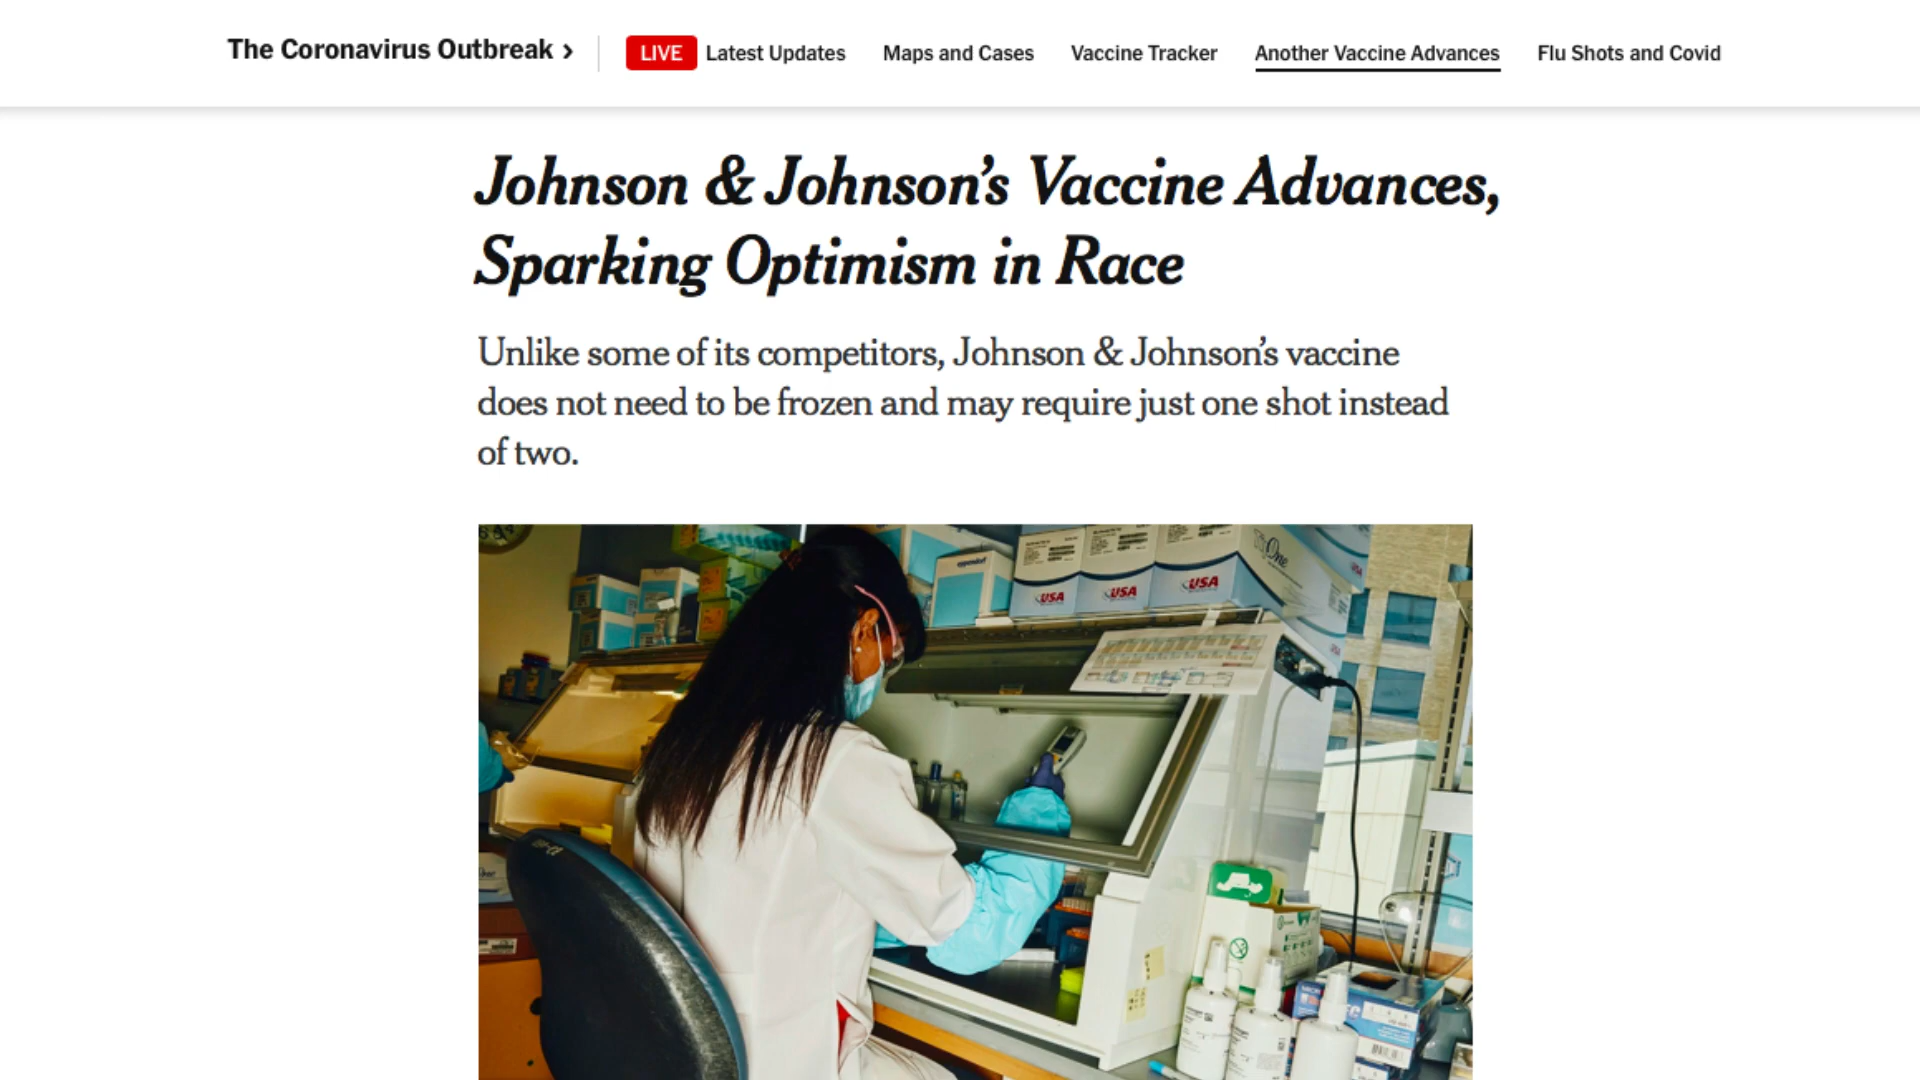 The Coronavirus Outbreak ›
LIVE Latest Updates
Maps and Cases
Vaccine Tracker
Another Vaccine Advances
Flu Shots and Covid
Johnson & Johnson’s Vaccine Advances,
Sparking Optimism in Race
Unlike some of its competitors, Johnson & Johnson’s vaccine
does not need to be frozen and may require just one shot instead
of two.
eppendorf
USA
USA
USA
One